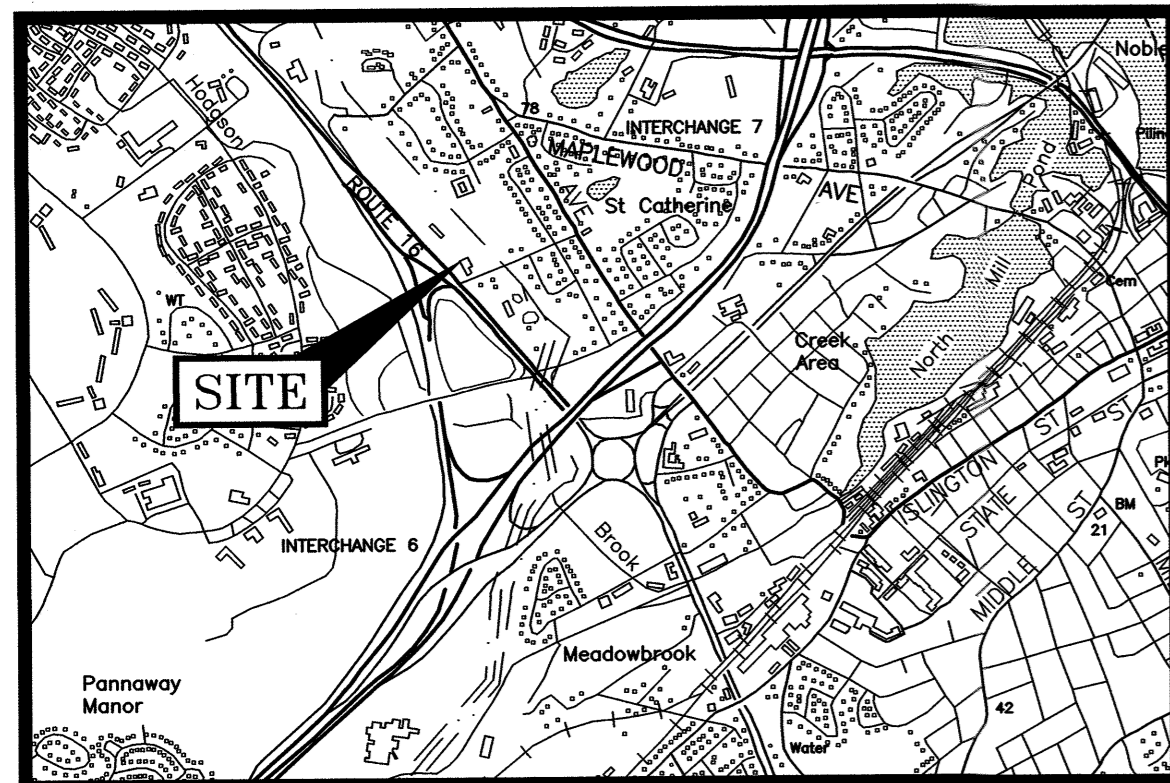 Noble
Hodgson
78
INTERCHANGE 7
MAPLEWOOD
AVE
AVE
St Catherine
Pond
ROUTE 16
WT
SITE
Cem
Mill
North
Creek
Area
ISLINGTON
ST
ST
STATE
ST
BM
21
MIDDLE
INTERCHANGE 6
Brook
Meadowbrook
Pannaway
Manor
42
Water